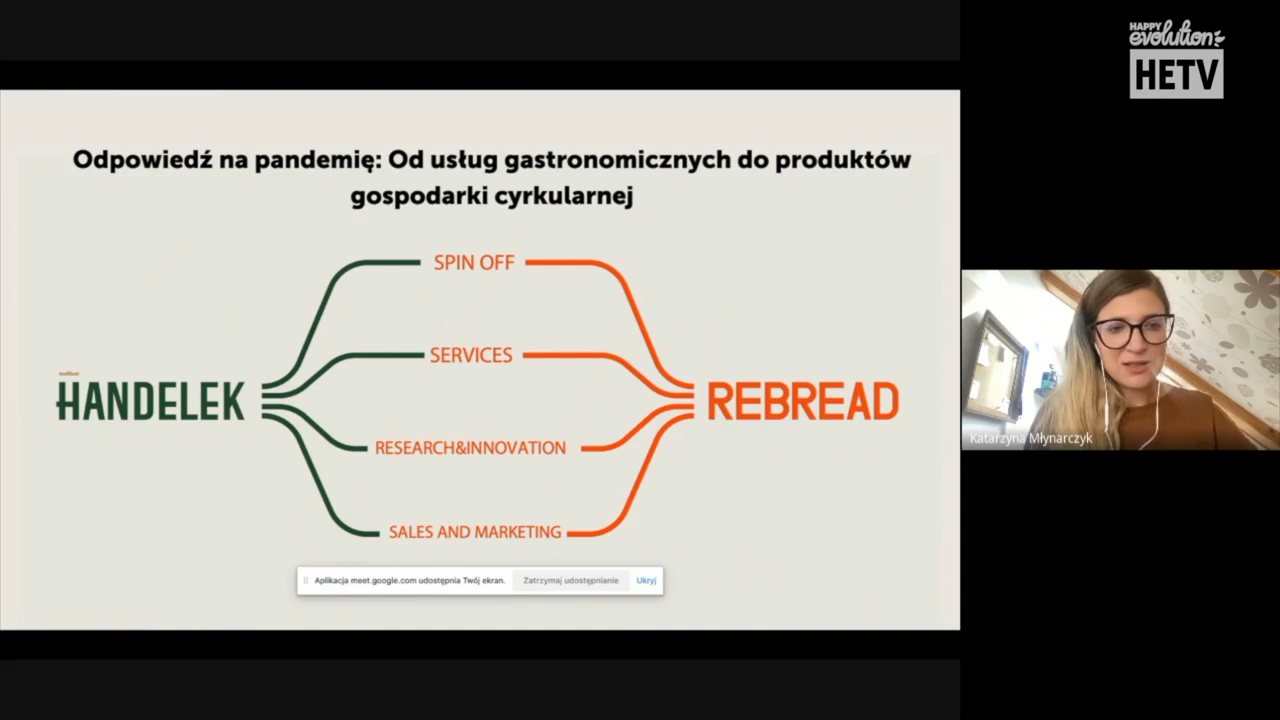 HAPPY
evolution
HETV
Odpowiedź na pandemię: Od usług gastronomicznych do produktów
gospodarki cyrkularnej
SPIN OFF
SERVICES
HANDELEK
REBREAD
RESEARCH&INNOVATION
SALES AND MARKETING
Katarzyna Młynarczyk
Aplikacja meet.google.com udostępnia Twój ekran. Zatrzymaj udostępnianie Ukryj